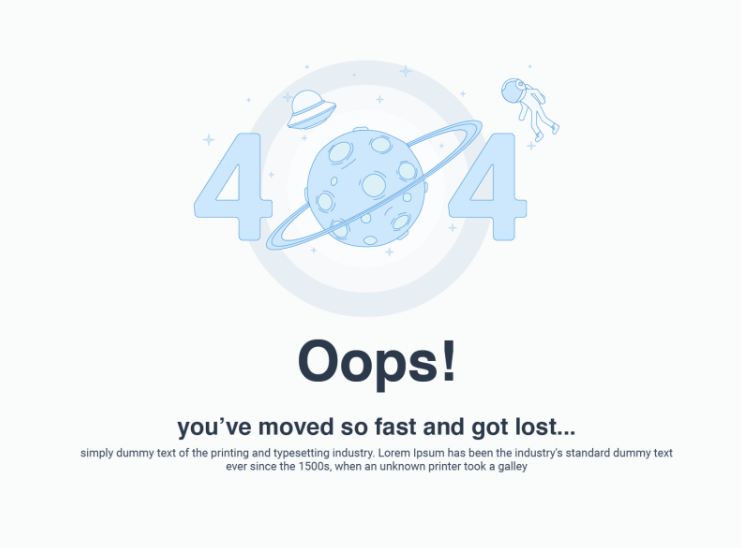 4 4
Oops!
you’ve moved so fast and got lost...
simply dummy text of the printing and typesetting industry. Lorem Ipsum has been the industry's standard dummy text
ever since the 1500s, when an unknown printer took a galley